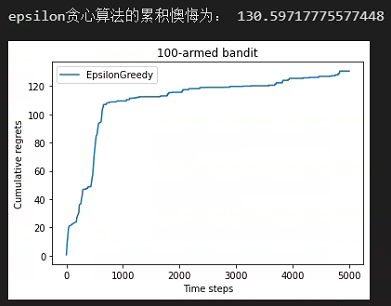 epsilon贪心算法的累积懊悔为: 130.59717775577448
100-armed bandit
EpsilonGreedy
120
100
80
60
40
20
0
Cumulative regrets
0 1000 2000 3000 4000 5000
Time steps